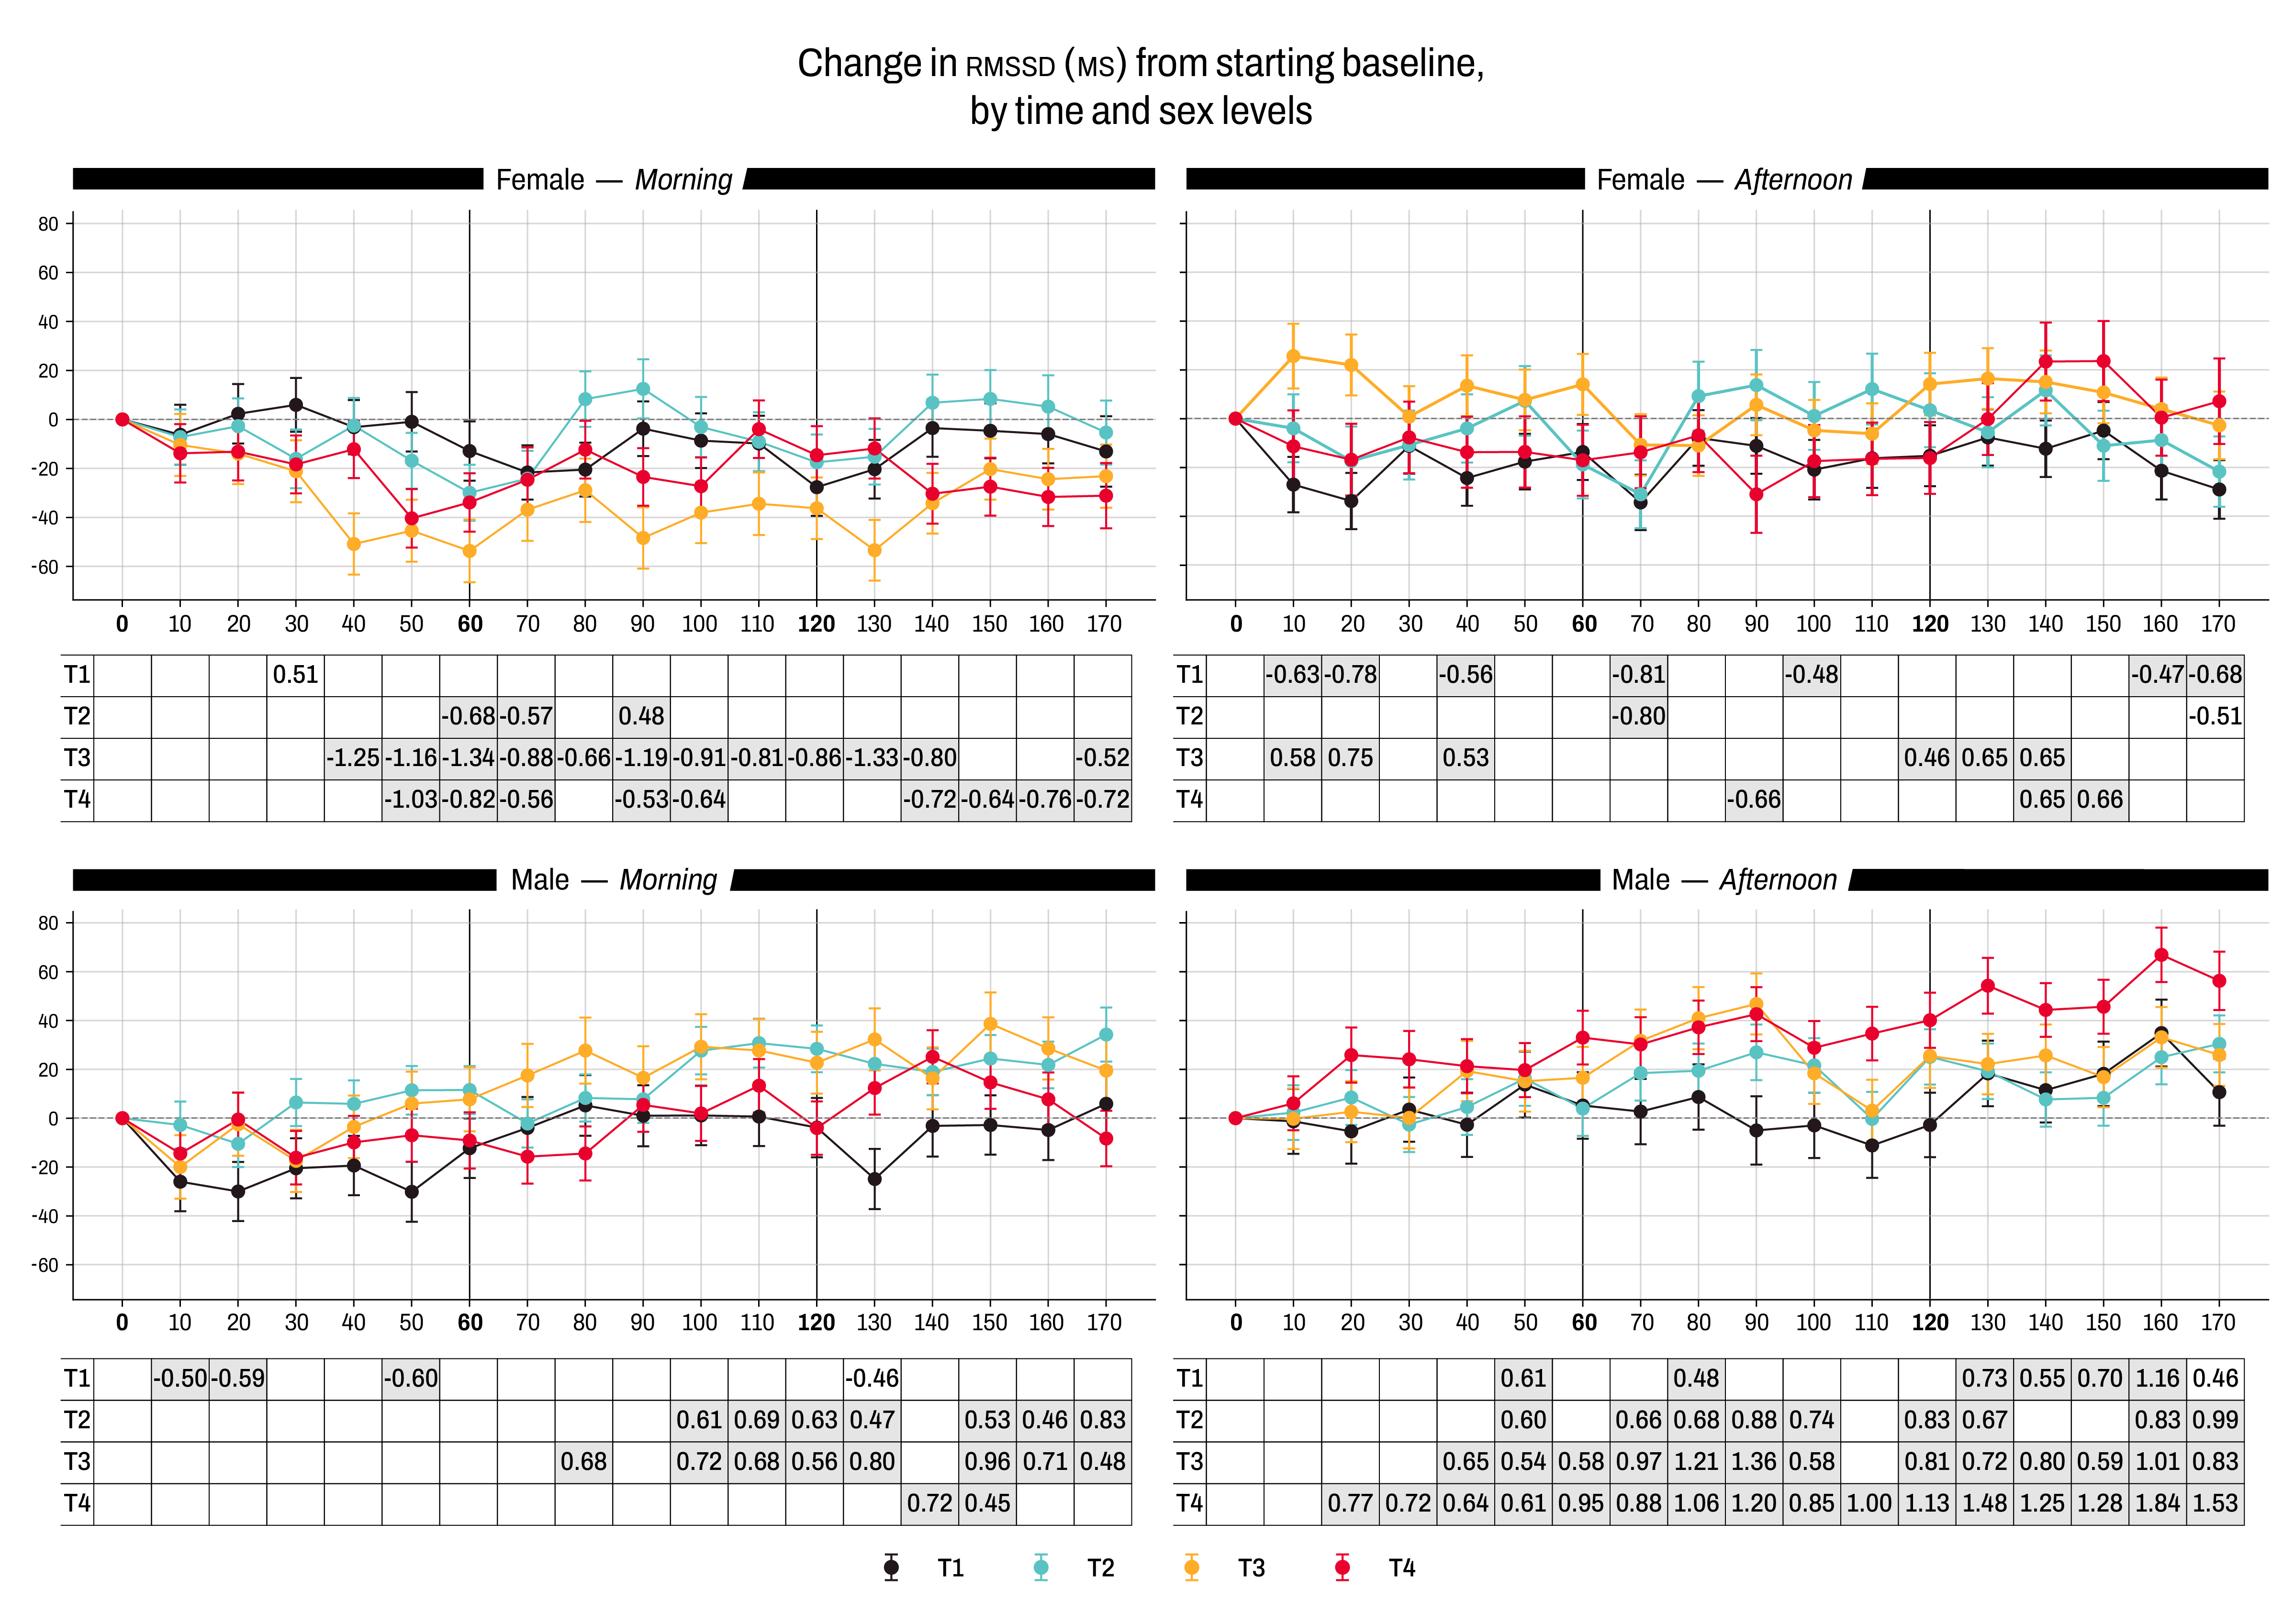 Change in RMSSD (MS) from starting baseline,
by time and sex levels
Female — Morning
80
60
40
20
0
-20
-40
-60
0 10 20 30 40 50 60 70 80 90 100 110 120 130 140 150 160 170
T1 0.51
T2 -0.68 -0.57 0.48
T3 -1.25 -1.16 -1.34 -0.88 -0.66 -1.19 -0.91 -0.81 -0.86 -1.33 -0.80 -0.52
T4 -1.03 -0.82 -0.56 -0.53 -0.64 -0.72 -0.64 -0.76 -0.72
Female — Afternoon
0 10 20 30 40 50 60 70 80 90 100 110 120 130 140 150 160 170
T1 -0.63 -0.78 -0.56 -0.81 -0.48 -0.47 -0.68
T2 -0.80 -0.51
T3 0.58 0.75 0.53 0.46 0.65 0.65
T4 -0.66 0.65 0.66
Male — Morning
80
60
40
20
0
-20
-40
-60
0 10 20 30 40 50 60 70 80 90 100 110 120 130 140 150 160 170
T1 -0.50 -0.59 -0.60 -0.46
T2 0.61 0.69 0.63 0.47 0.53 0.46 0.83
T3 0.68 0.72 0.68 0.56 0.80 0.96 0.71 0.48
T4 0.72 0.45
Male — Afternoon
0 10 20 30 40 50 60 70 80 90 100 110 120 130 140 150 160 170
T1 0.61 0.48 0.73 0.55 0.70 1.16 0.46
T2 0.60 0.66 0.68 0.88 0.74 0.83 0.67 0.83 0.99
T3 0.65 0.54 0.58 0.97 1.21 1.36 0.58 0.81 0.72 0.80 0.59 1.01 0.83
T4 0.77 0.72 0.64 0.61 0.95 0.88 1.06 1.20 0.85 1.00 1.13 1.48 1.25 1.28 1.84 1.53
T1 T2 T3 T4